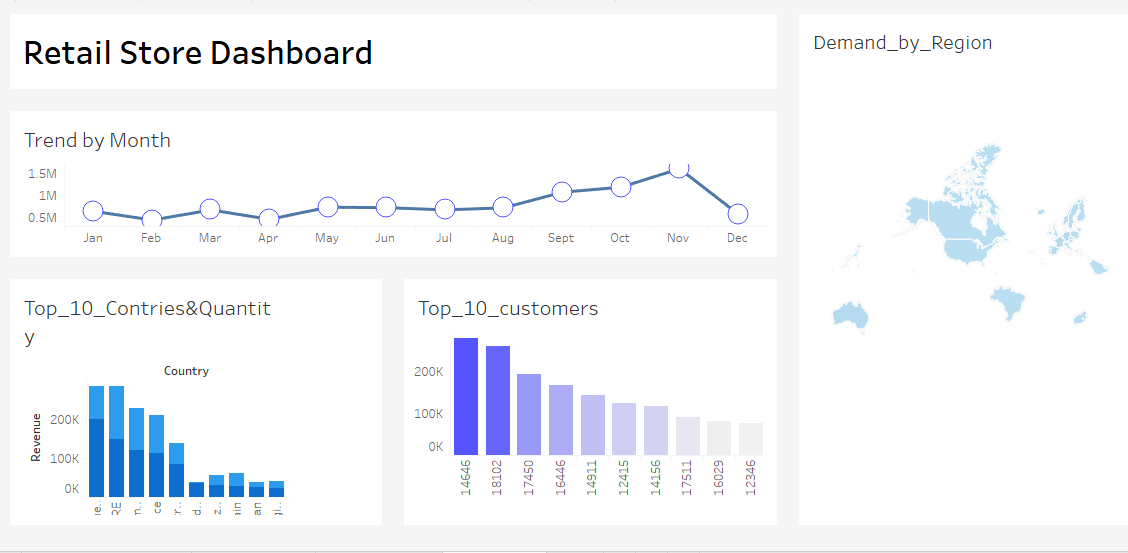 Retail Store Dashboard
Demand_by_Region
Trend by Month
1.5M
1M
0.5M
Jan Feb Mar Apr May Jun Jul Aug Sept Oct Nov Dec
Top_10_Contries&Quantit
y
Country
Revenue
200K
100K
0K
RE
m..
ce
d..
z..
ain
an
Top_10_customers
200K
100K
0K
14646
18102
17450
16446
14911
12415
14156
17511
16029
12346